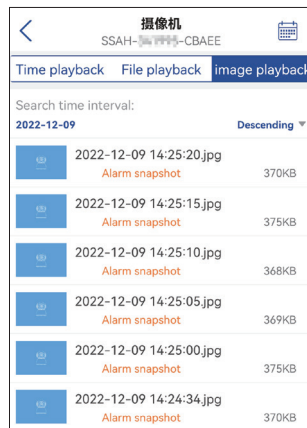 摄像机
SSAH- -CBAEE
Time playback File playback image playback
Search time interval:
2022-12-09 Descending
2022-12-09 14:25:20.jpg
Alarm snapshot 370KB
2022-12-09 14:25:15.jpg
Alarm snapshot 375KB
2022-12-09 14:25:10.jpg
Alarm snapshot 368KB
2022-12-09 14:25:05.jpg
Alarm snapshot 369KB
2022-12-09 14:25:00.jpg
Alarm snapshot 375KB
2022-12-09 14:24:34.jpg
Alarm snapshot 370KB